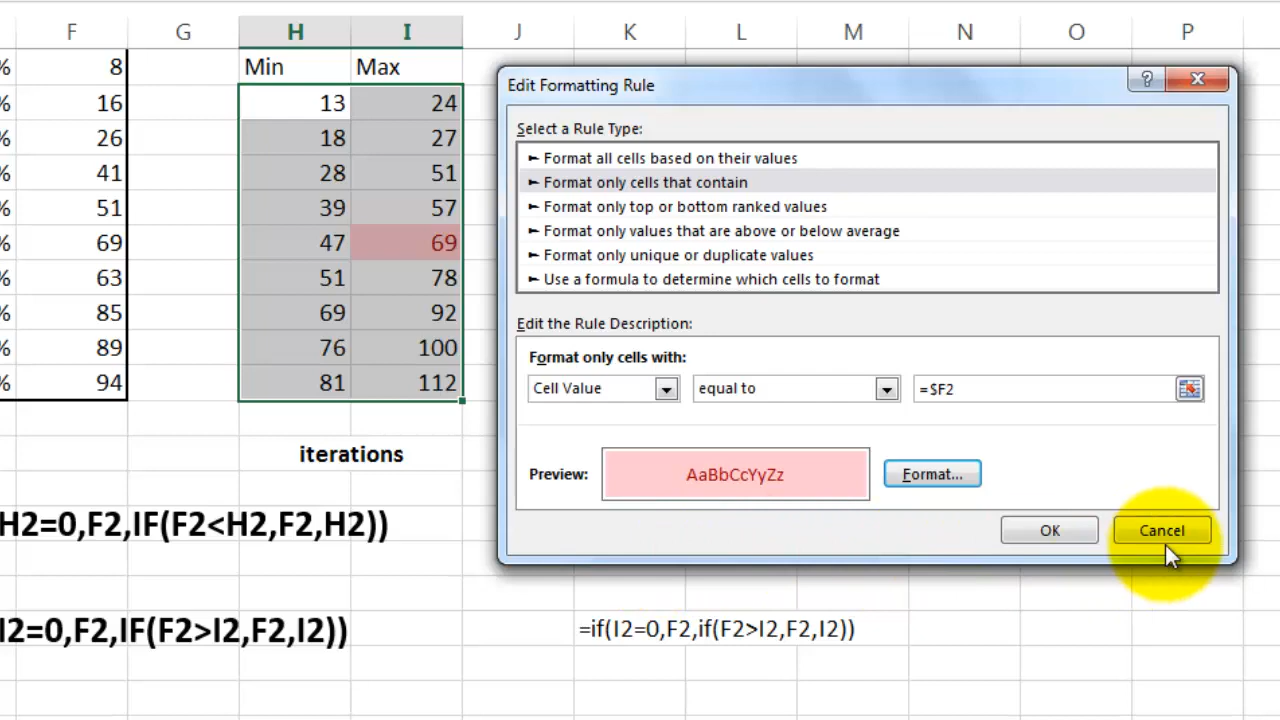 F G H I J K L M N O P
% 8 Min Max
% 16 13 24
% 26 18 27
% 41 28 51
% 51 39 57
% 69 47 69
% 63 51 78
% 85 69 92
% 89 76 100
% 94 81 112
iterations
H2=0,F2,IF(F2<H2,F2,H2))
I2=0,F2,IF(F2>I2,F2,I2))
=if(I2=0,F2,if(F2>I2,F2,I2))
Edit Formatting Rule
?
Select a Rule Type:
► Format all cells based on their values
► Format only cells that contain
► Format only top or bottom ranked values
► Format only values that are above or below average
► Format only unique or duplicate values
► Use a formula to determine which cells to format
Edit the Rule Description:
Format only cells with:
Cell Value equal to =$F2
Preview: AaBbCcYyZz Format...
OK Cancel